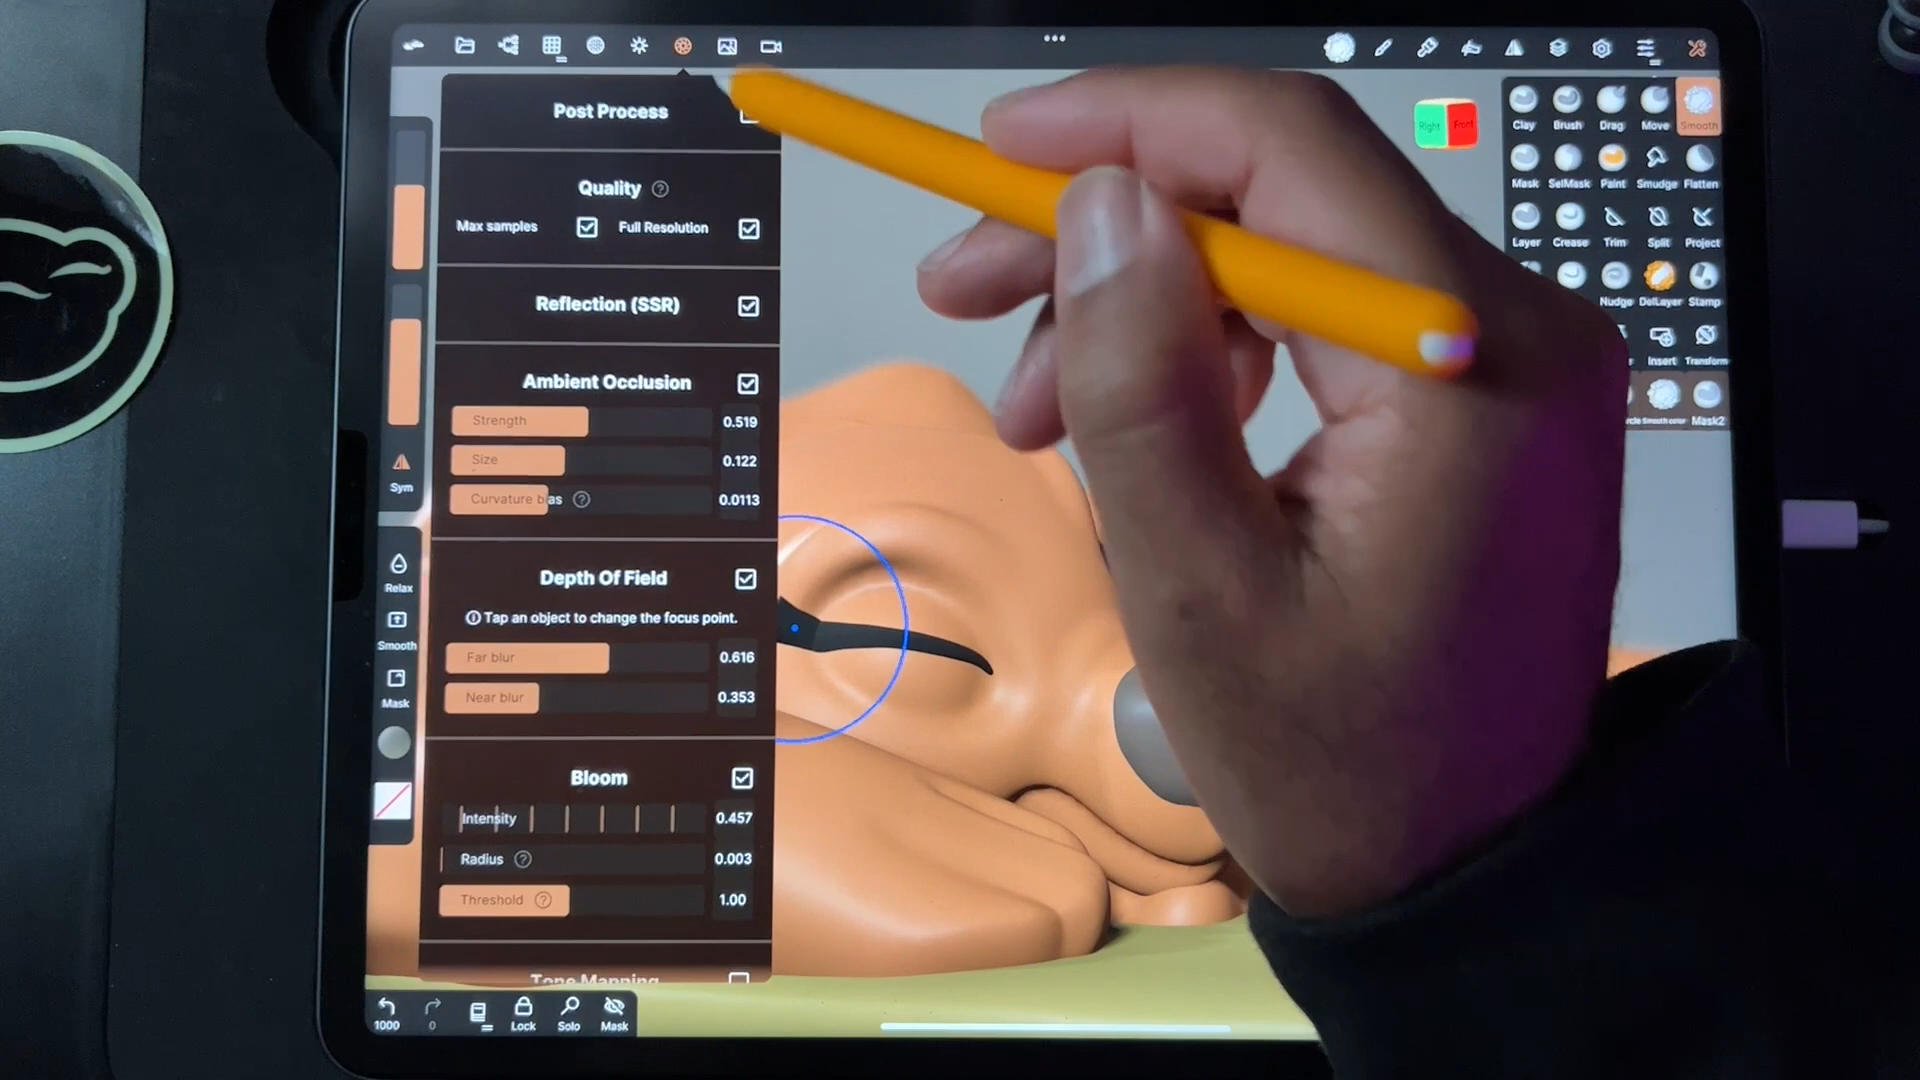 Post Process
Quality ?
Max samples Full Resolution
Reflection (SSR)
Ambient Occlusion
Strength 0.519
Size 0.122
Curvature bias ? 0.0113
Depth Of Field
Tap an object to change the focus point.
Far blur 0.616
Near blur 0.353
Bloom
Intensity 0.457
Radius ? 0.003
Threshold ? 1.00
Tone Mapping
Sym
Relax
Smooth
Mask
1000 0 Lock Solo Mask
Right Front
Clay Brush Drag Move Smooth
Mask SelMask Paint Smudge Flatten
Layer Crease Trim Split Project
Nudge DelLayer Stamp
Insert Transform
Smooth color Mask2